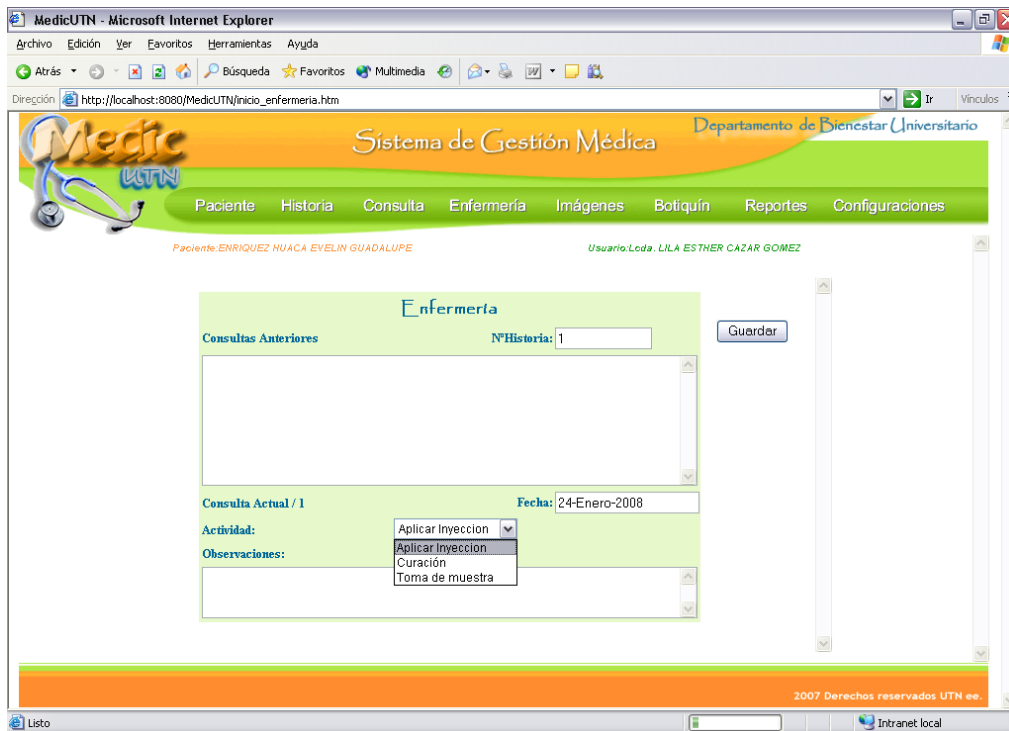 MedicUTN - Microsoft Internet Explorer
Archivo Edición Ver Favoritos Herramientas Ayuda
Atrás Búsqueda Favoritos Multimedia
Dirección http://localhost:8080/MedicUTN/inicio_enfermeria.htm Ir Vínculos
Medic UTN
Sistema de Gestión Médica
Departamento de Bienestar Universitario
Paciente Historia Consulta Enfermería Imágenes Botiquín Reportes Configuraciones
Paciente:ENRIQUEZ HUACA EVELIN GUADALUPE Usuario:Lcda. LILA ESTHER CAZAR GOMEZ
Enfermería
Consultas Anteriores NºHistoria: 1
Guardar
Consulta Actual / 1 Fecha: 24-Enero-2008
Actividad: Aplicar Inyeccion
Aplicar Inyeccion
Observaciones:
Curación
Toma de muestra
2007 Derechos reservados UTN ee.
Listo Intranet local